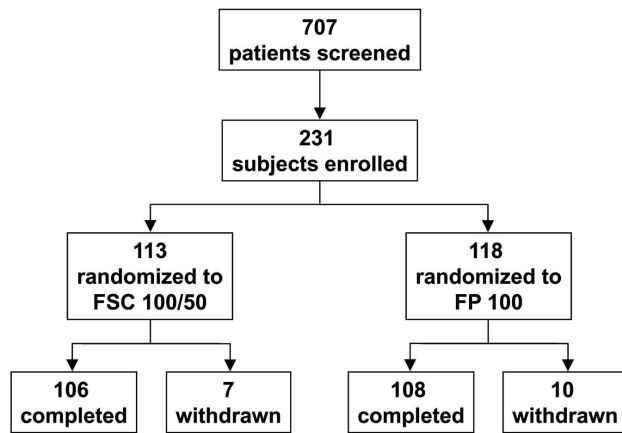 707
patients screened
231
subjects enrolled
113
randomized to
FSC 100/50
118
randomized to
FP 100
106
completed
7
withdrawn
108
completed
10
withdrawn